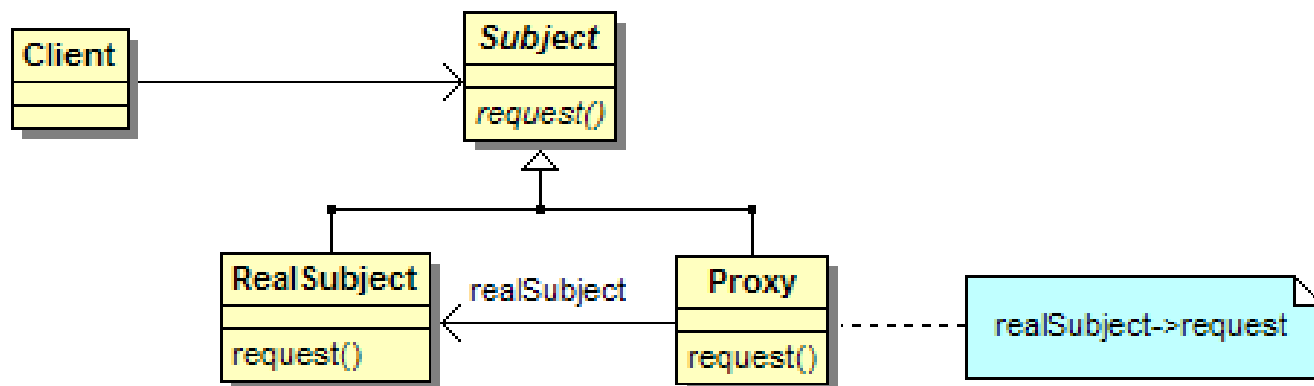 Client
Subject
request()
RealSubject
request()
realSubject
Proxy
request()
realSubject->request